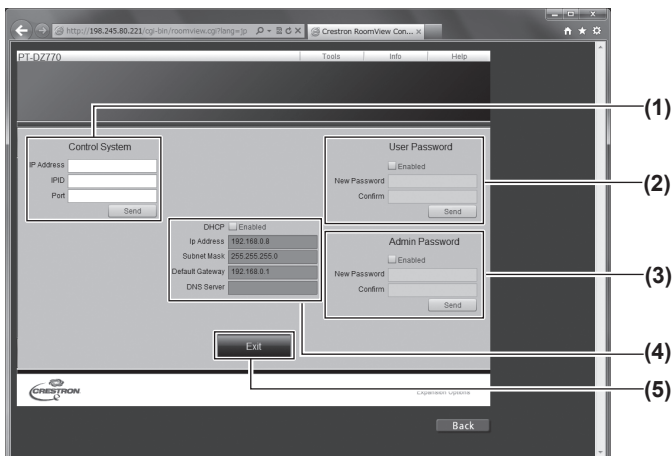 http://198.245.80.221/cgi-bin/roomview.cgi?lang=jp
Crestron RoomView Con...
PT-DZ770
Tools
Info
Help
(1)
Control System
IP Address
IPID
Port
Send
User Password
Enabled
New Password
Confirm
Send
(2)
DHCP Enabled
Ip Address 192.168.0.8
Subnet Mask 255.255.255.0
Default Gateway 192.168.0.1
DNS Server
Admin Password
Enabled
New Password
Confirm
Send
(3)
Exit
(4)
(5)
CRESTRON
Expansion Options
Back